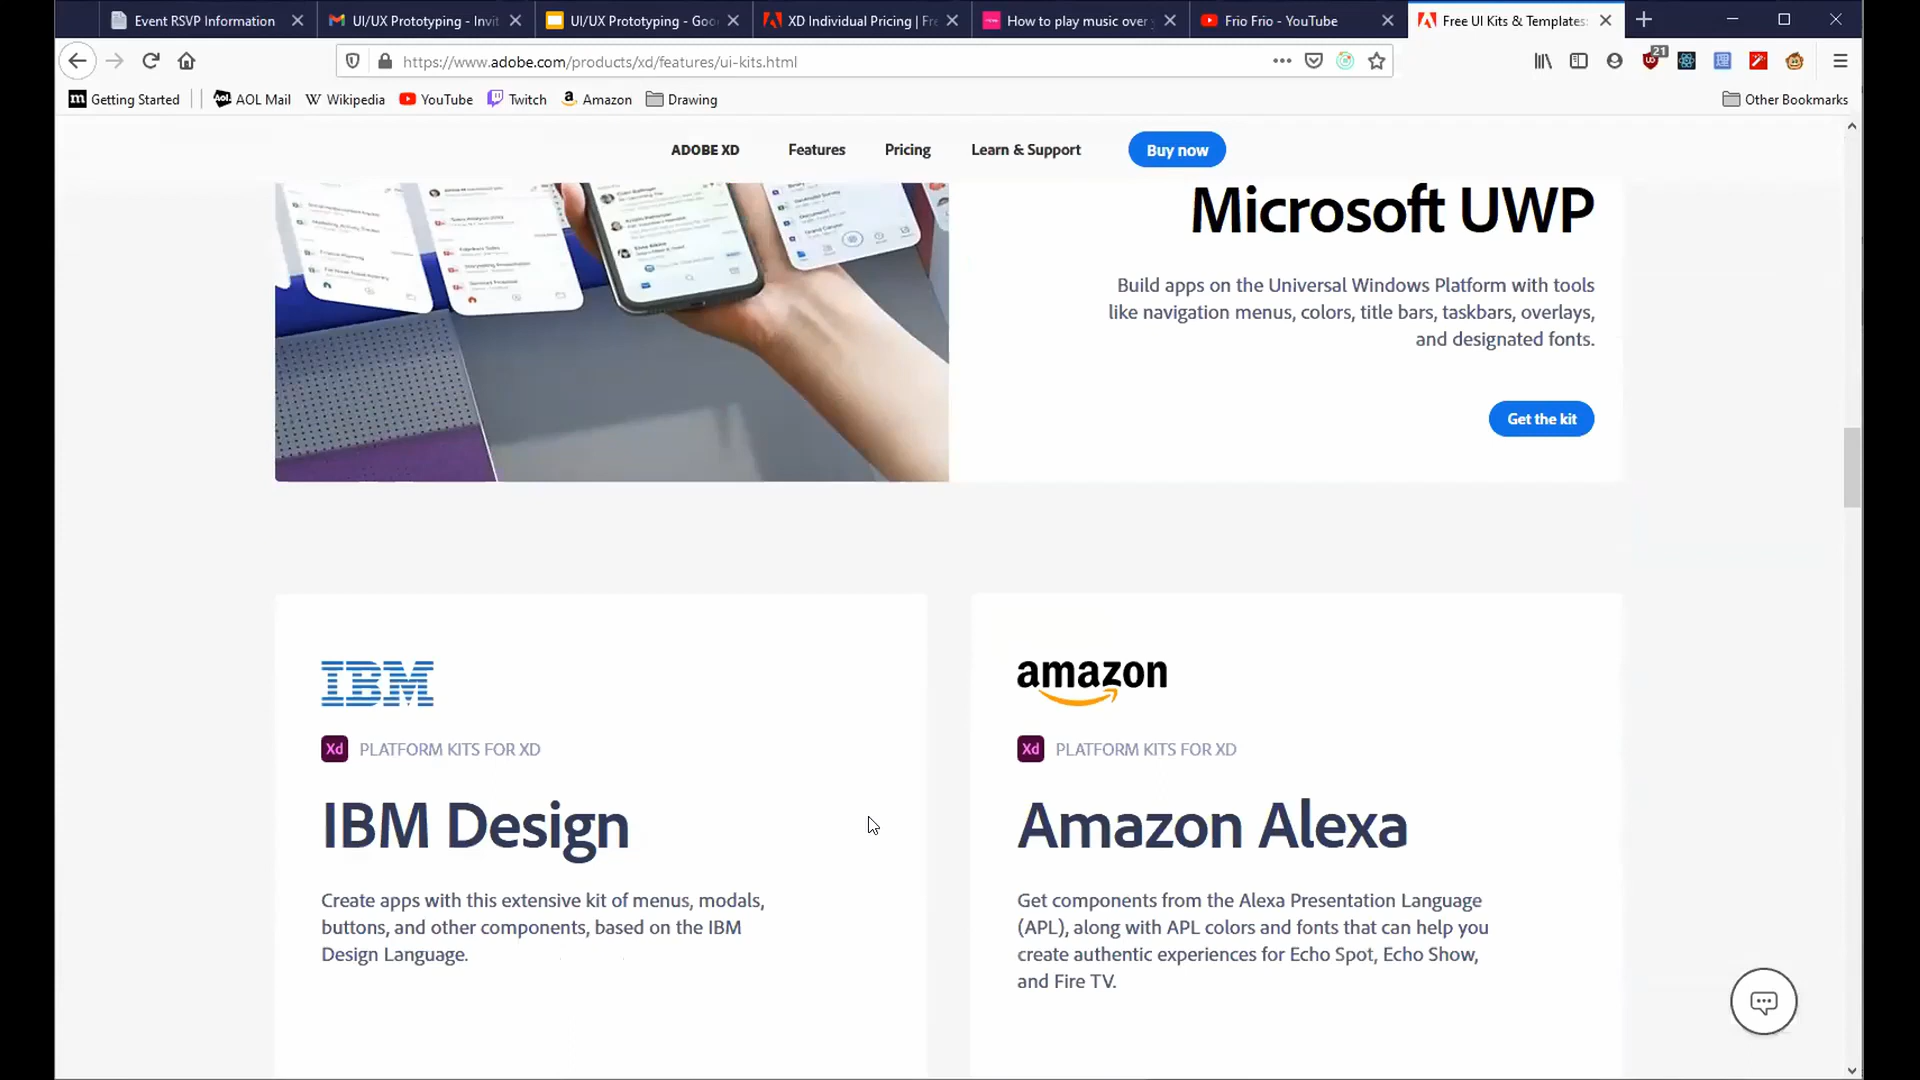 Event RSVP Information
UI/UX Prototyping - Invit
UI/UX Prototyping - Goo
XD Individual Pricing | Fre
How to play music over
Frio Frio - YouTube
Free UI Kits & Templates:
https://www.adobe.com/products/xd/features/ui-kits.html
21
Getting Started
AOL Mail
Wikipedia
YouTube
Twitch
Amazon
Drawing
Other Bookmarks
ADOBE XD
Features
Pricing
Learn & Support
Buy now
Microsoft UWP
Build apps on the Universal Windows Platform with tools
like navigation menus, colors, title bars, taskbars, overlays,
and designated fonts.
Get the kit
IBM
Xd PLATFORM KITS FOR XD
IBM Design
Create apps with this extensive kit of menus, modals,
buttons, and other components, based on the IBM
Design Language.
amazon
Xd PLATFORM KITS FOR XD
Amazon Alexa
Get components from the Alexa Presentation Language
(APL), along with APL colors and fonts that can help you
create authentic experiences for Echo Spot, Echo Show,
and Fire TV.